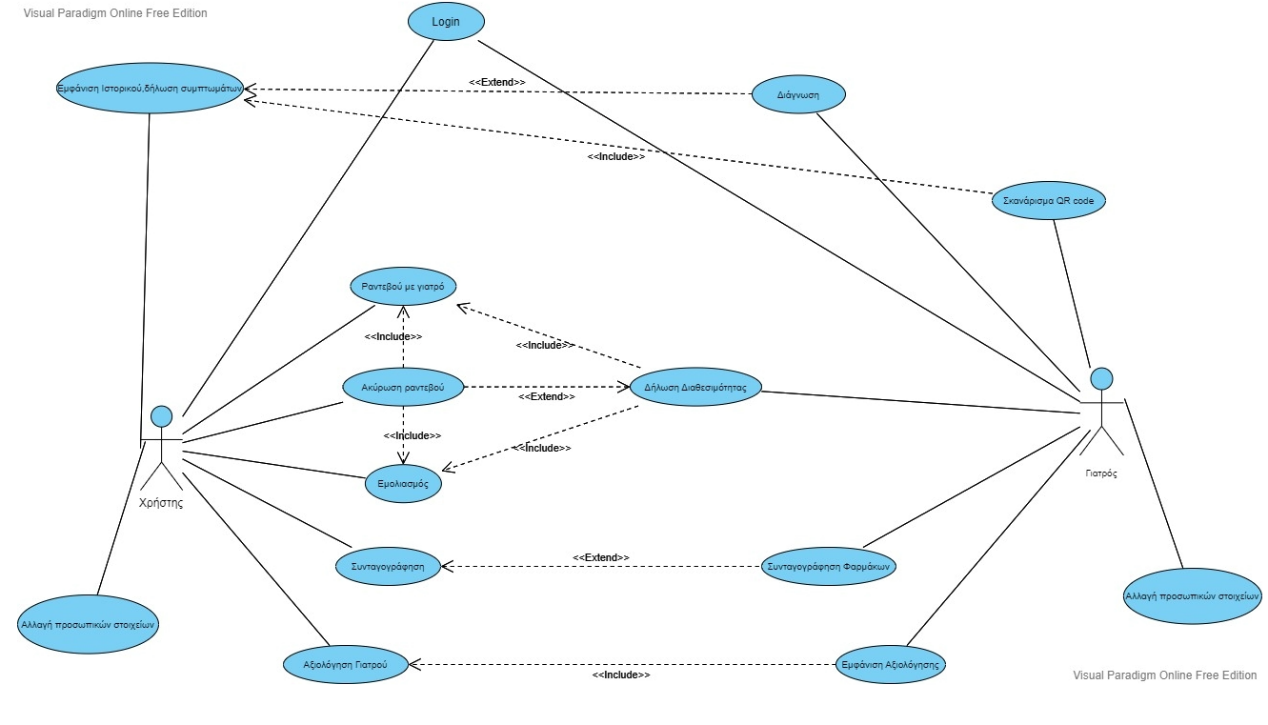 Visual Paradigm Online Free Edition
Login
Εμφάνιση Ιστορικού,δήλωση συμπτωμάτων
<<Extend>>
Διάγνωση
<<Include>>
Σκανάρισμα QR code
Ραντεβού με γιατρό
<<Include>>
<<Include>>
Ακύρωση ραντεβού
Δήλωση Διαθεσιμότητας
<<Extend>>
<<Include>>
<<Include>>
Εμολιασμός
Χρήστης
Γιατρός
Συνταγογράφηση
<<Extend>>
Συνταγογράφηση Φαρμάκων
Αλλαγή προσωπικών στοιχείων
Αλλαγή προσωπικών στοιχείων
Αξιολόγηση Γιατρού
<<Include>>
Εμφάνιση Αξιολόγησης
Visual Paradigm Online Free Edition